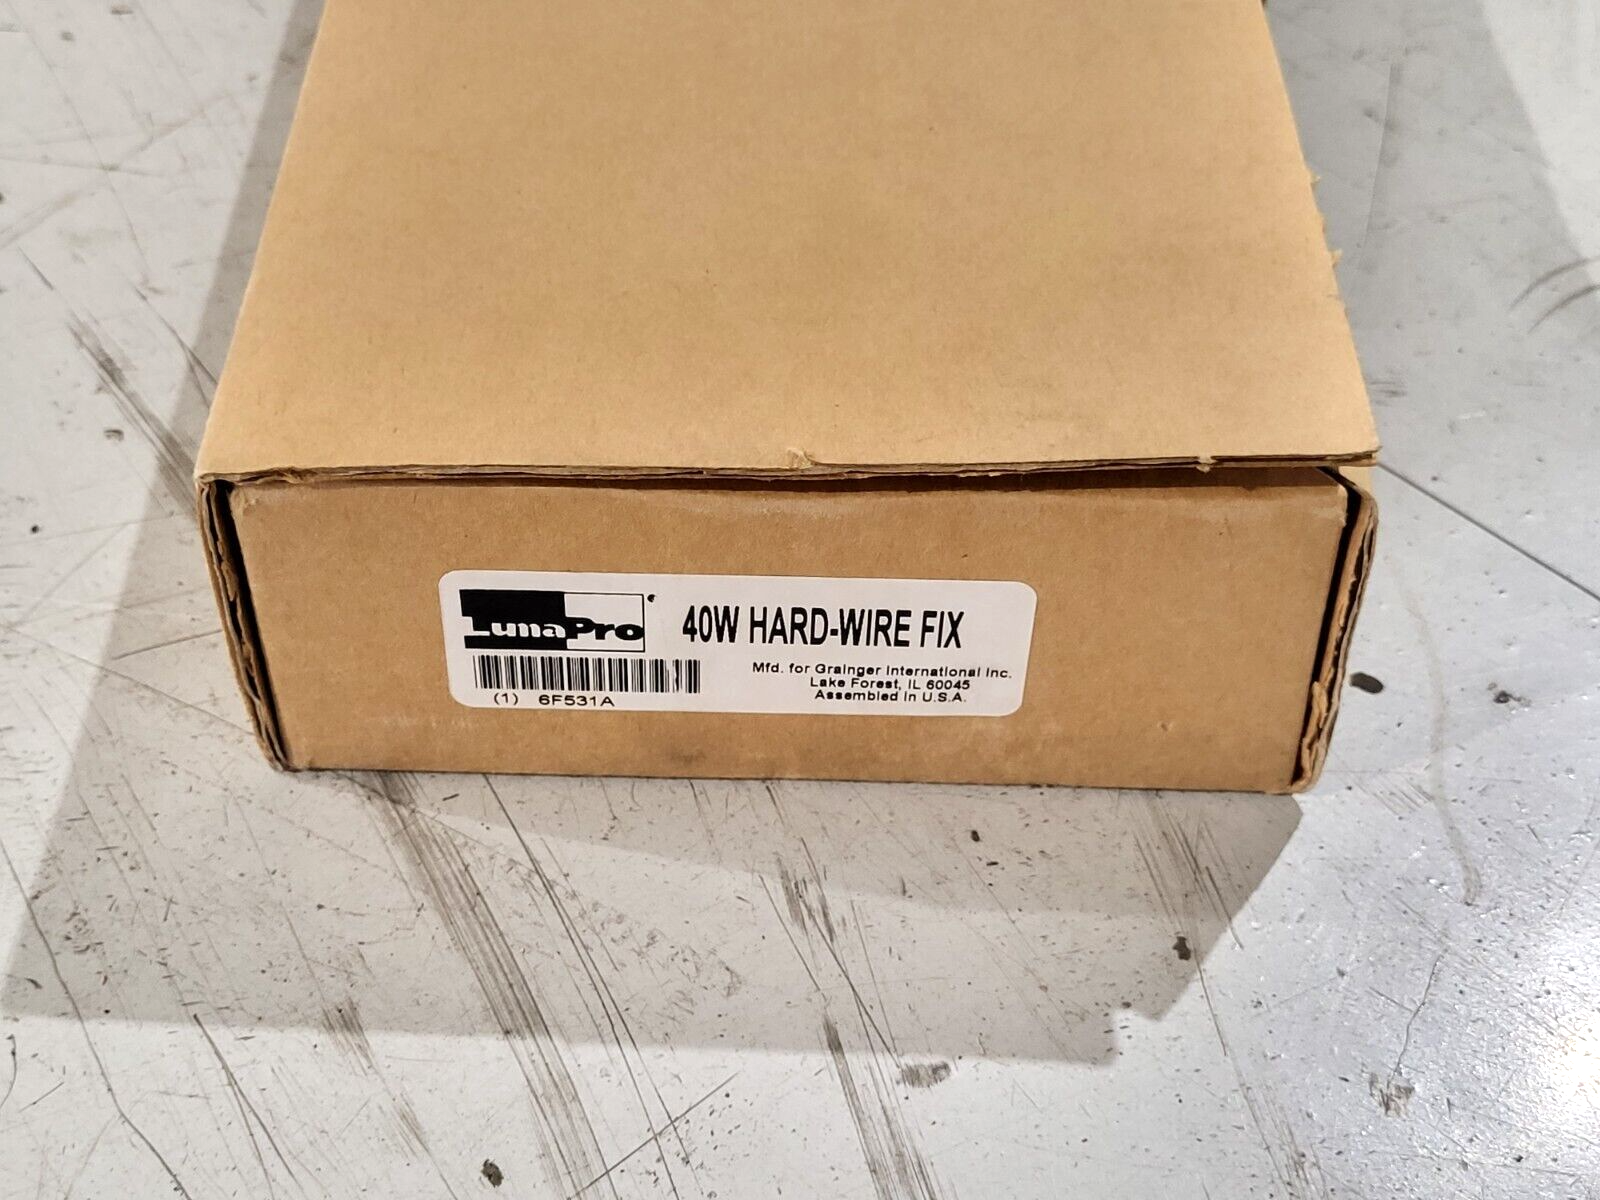 LumaPro®
40W HARD-WIRE FIX
Mfd. for Grainger International Inc.
Lake Forest, IL 60045
Assembled in U.S.A.
(1) 6F531A